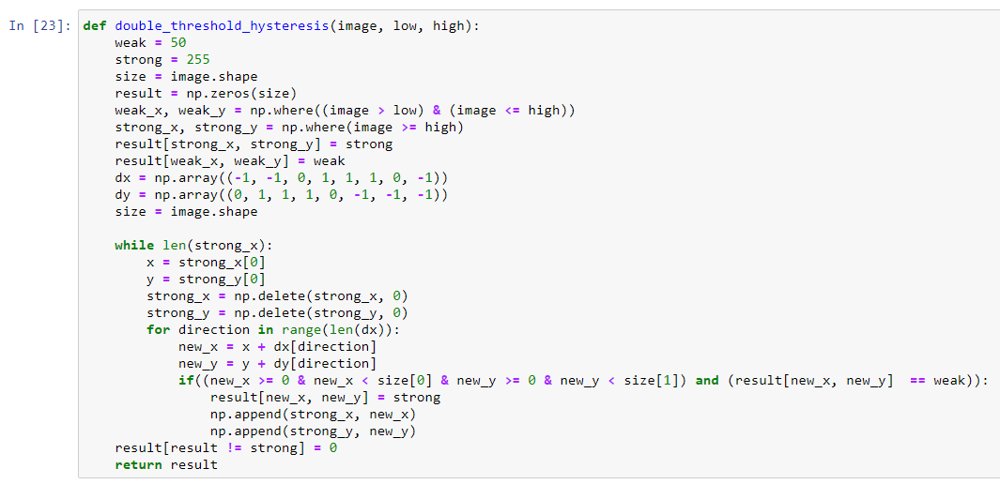 In [23]: def double_threshold_hysteresis(image, low, high):
    weak = 50
    strong = 255
    size = image.shape
    result = np.zeros(size)
    weak_x, weak_y = np.where((image > low) & (image <= high))
    strong_x, strong_y = np.where(image >= high)
    result[strong_x, strong_y] = strong
    result[weak_x, weak_y] = weak
    dx = np.array((-1, -1, 0, 1, 1, 1, 0, -1))
    dy = np.array((0, 1, 1, 1, 0, -1, -1, -1))
    size = image.shape

    while len(strong_x):
        x = strong_x[0]
        y = strong_y[0]
        strong_x = np.delete(strong_x, 0)
        strong_y = np.delete(strong_y, 0)
        for direction in range(len(dx)):
            new_x = x + dx[direction]
            new_y = y + dy[direction]
            if((new_x >= 0 & new_x < size[0] & new_y >= 0 & new_y < size[1]) and (result[new_x, new_y]  == weak)):
                result[new_x, new_y] = strong
                np.append(strong_x, new_x)
                np.append(strong_y, new_y)
    result[result != strong] = 0
    return result